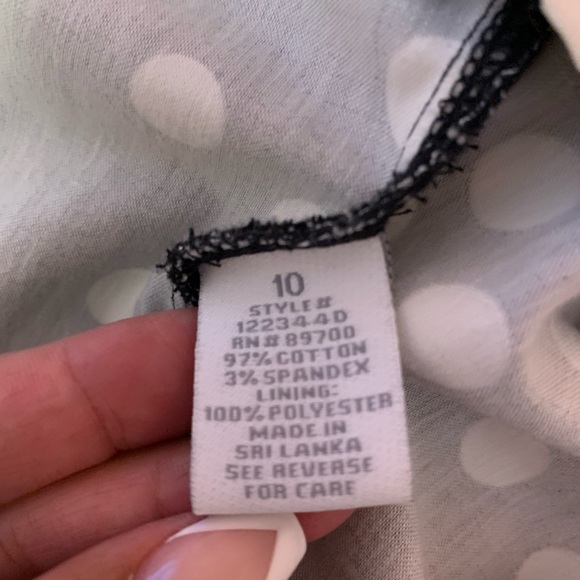 10
STYLE#
122344D
RN#89700
97% COTTON
3% SPANDEX
LINING:
100% POLYESTER
MADE IN
SRI LANKA
SEE REVERSE
FOR CARE